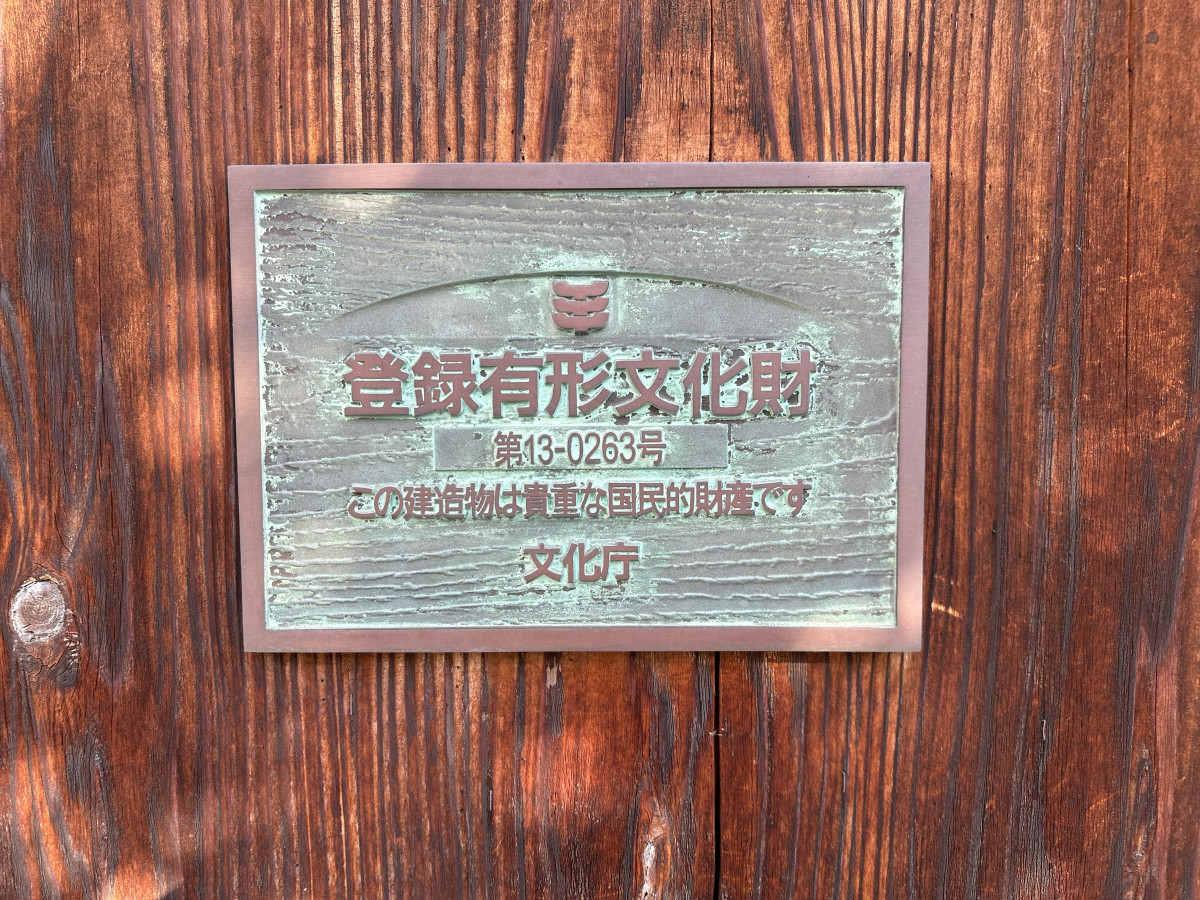 登録有形文化財
第13-0263号
この建造物は貴重な国民的財産です
文化庁